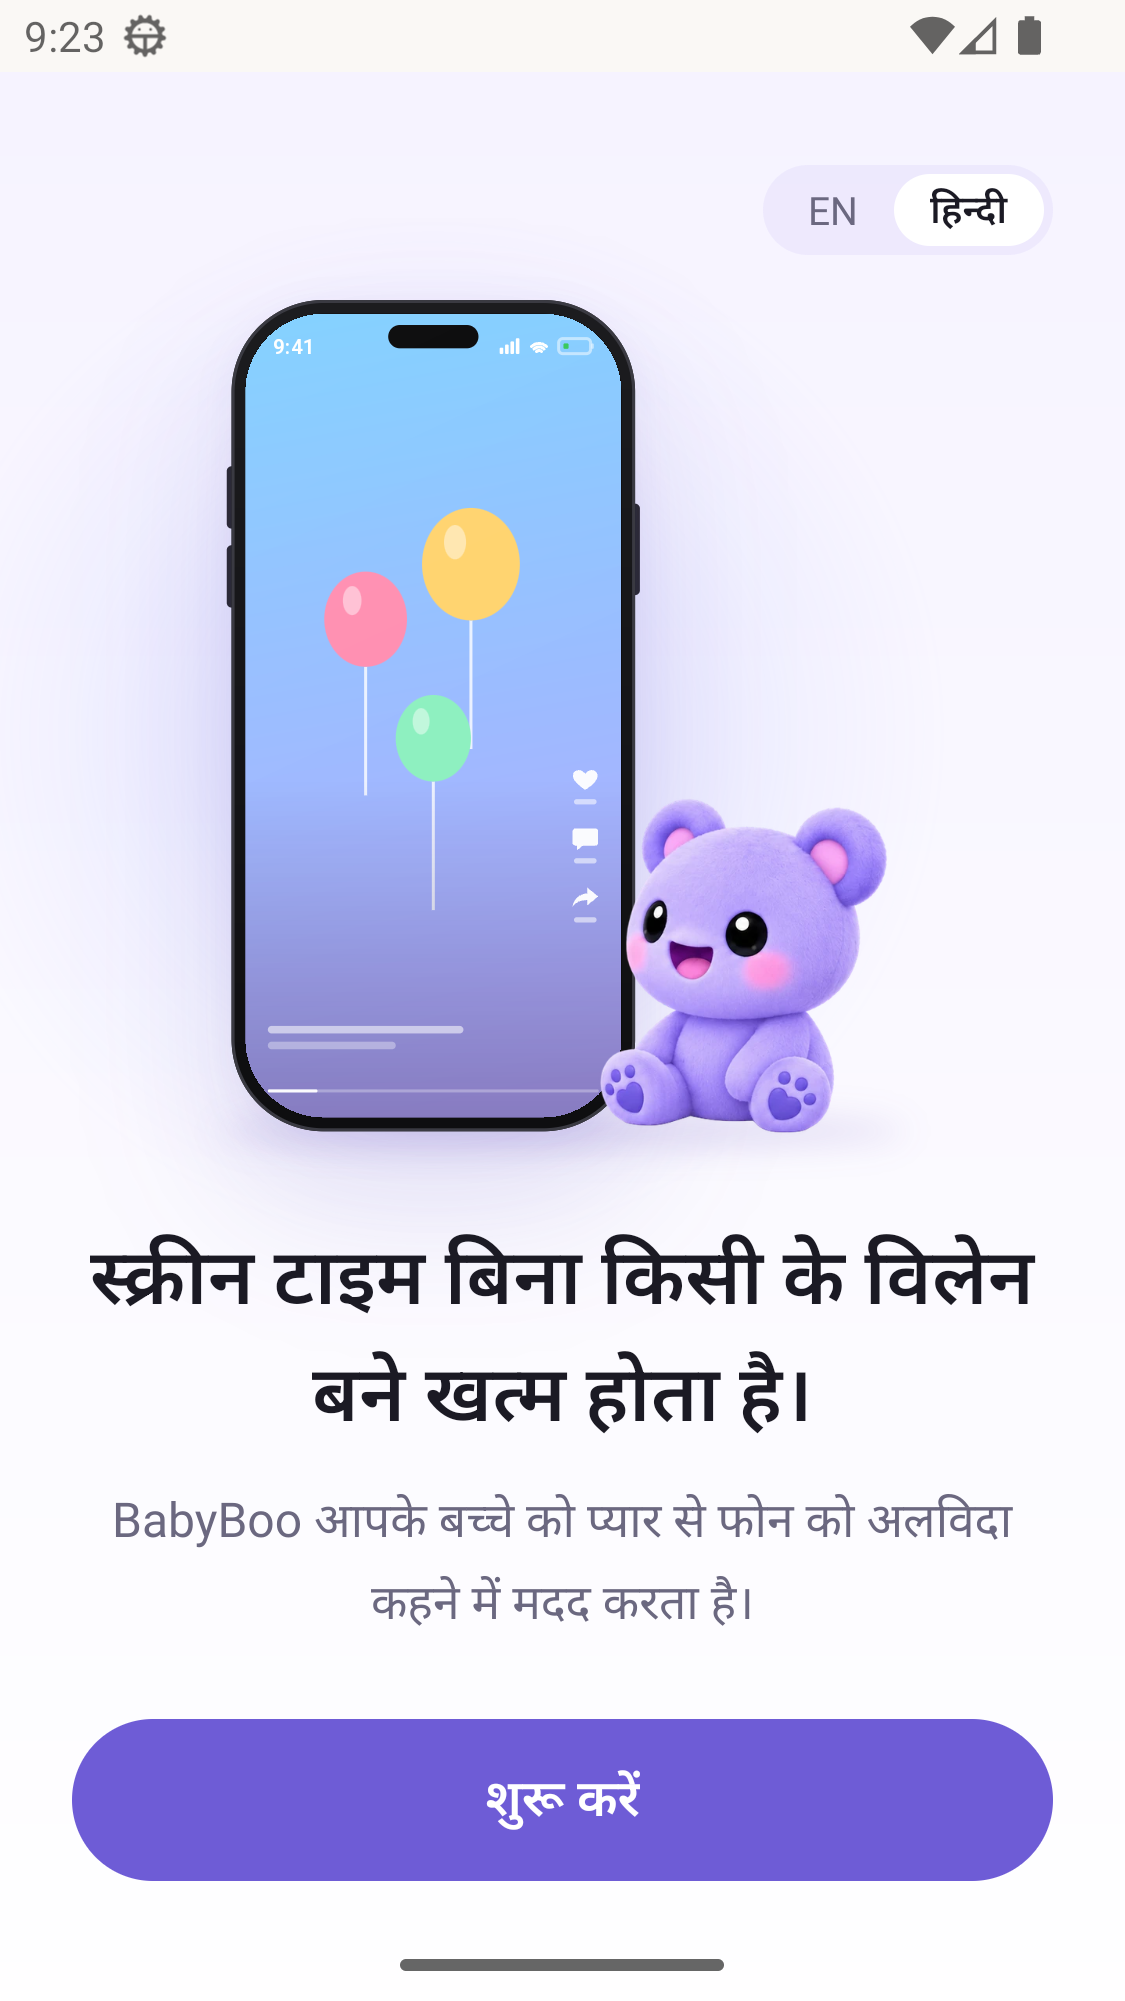 9:23
EN
हिन्दी
9:41
स्क्रीन टाइम बिना किसी के विलेन
बने खत्म होता है।
BabyBoo आपके बच्चे को प्यार से फोन को अलविदा
कहने में मदद करता है।
शुरू करें